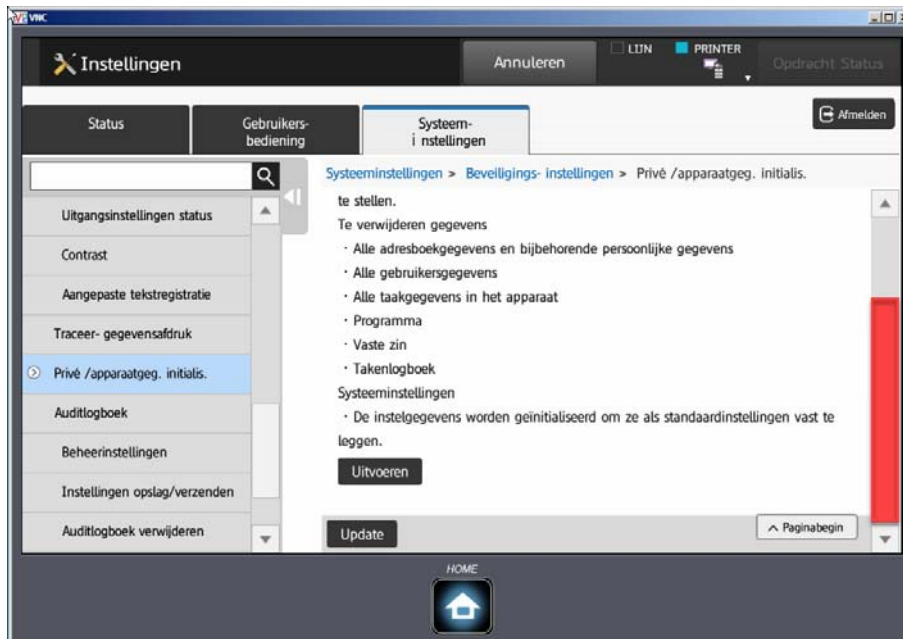 VNC
Instellingen
Annuleren
LIJN
PRINTER
Opdracht Status
Status
Gebruikers-
bediening
Systeem-
i nstellingen
Afmelden
Systeeminstellingen > Beveiligings- instellingen > Privé /apparaatgeg. initialis.
Uitgangsinstellingen status
Contrast
Aangepaste tekstregistratie
Traceer- gegevensafdruk
Privé /apparaatgeg. initialis.
Auditlogboek
Beheerinstellingen
Instellingen opslag/verzenden
Auditlogboek verwijderen
te stellen.
Te verwijderen gegevens
· Alle adresboekgegevens en bijbehorende persoonlijke gegevens
· Alle gebruikersgegevens
· Alle taakgegevens in het apparaat
· Programma
· Vaste zin
· Takenlogboek
Systeeminstellingen
· De instelgegevens worden geïnitialiseerd om ze als standaardinstellingen vast te
leggen.
Uitvoeren
Update
Paginabegin
HOME